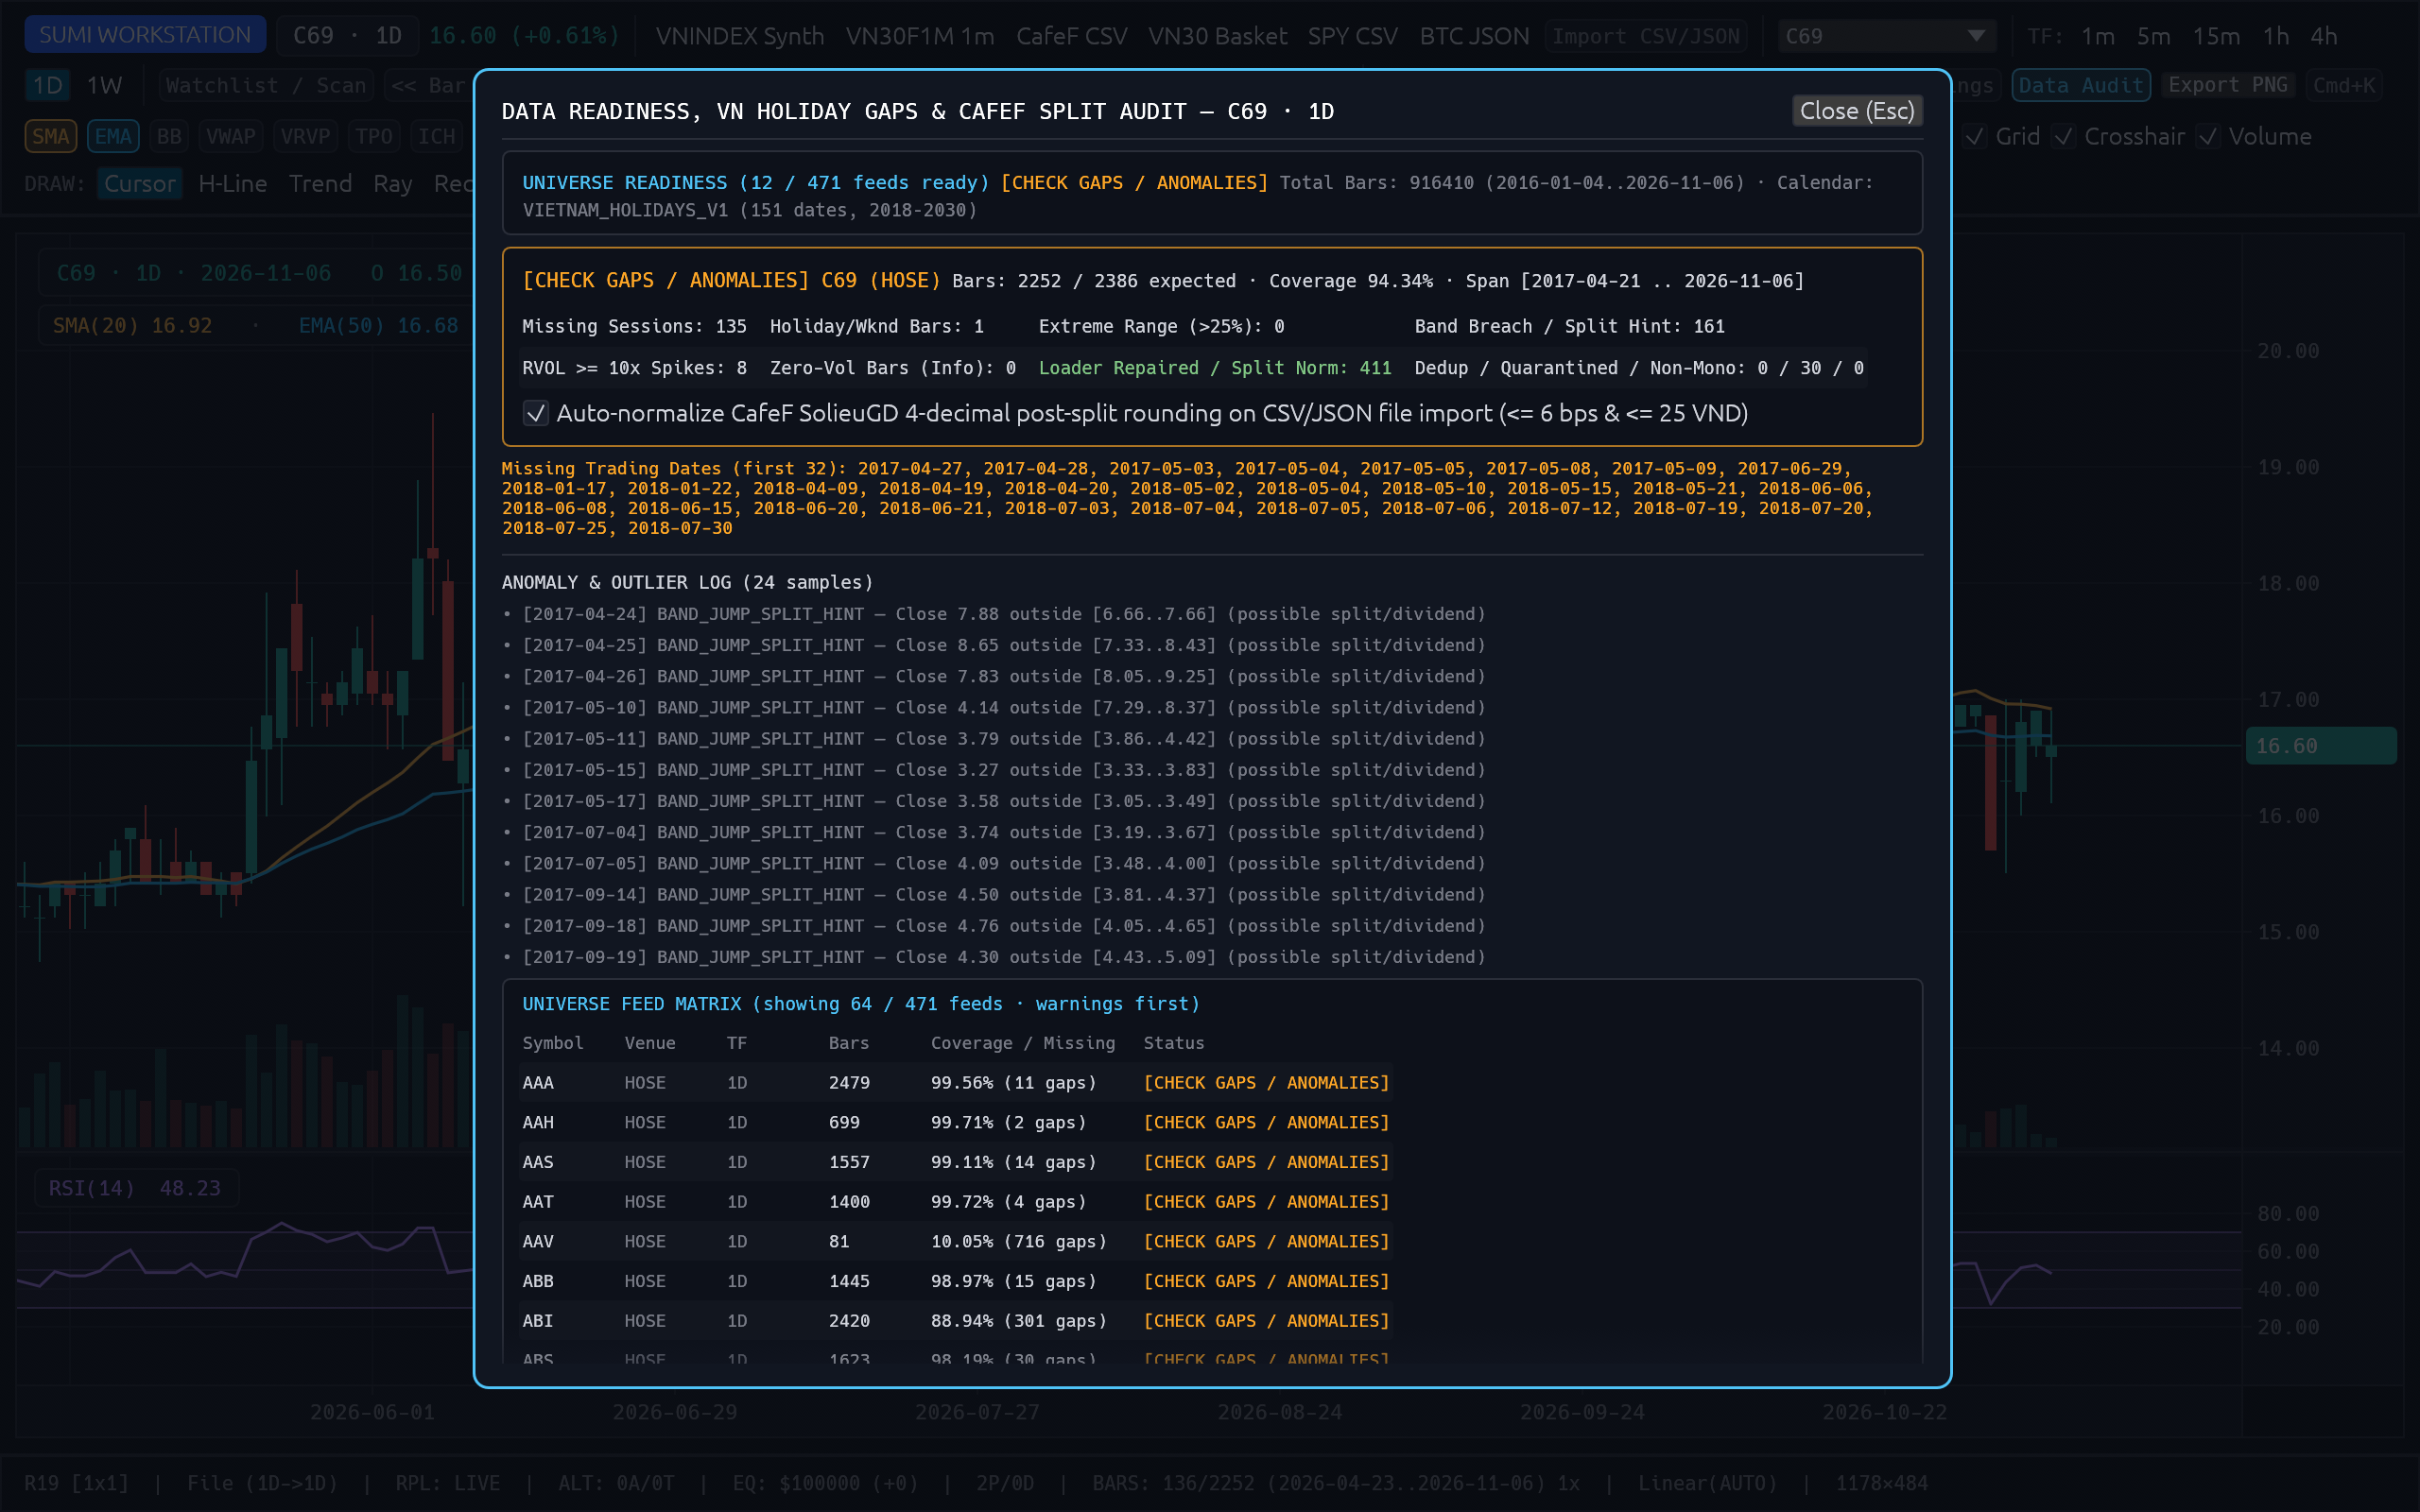 SUMI WORKSTATION C69 · 1D 16.60 (+0.61%) VNINDEX Synth VN30F1M 1m CafeF CSV VN30 Basket SPY CSV BTC JSON Import CSV/JSON C69 TF: 1m 5m 15m 1h 4h
1D 1W Watchlist / Scan << Bar ngs Data Audit Export PNG Cmd+K
SMA EMA BB VWAP VRVP TPO ICH Grid Crosshair Volume
DRAW: Cursor H-Line Trend Ray Rec
DATA READINESS, VN HOLIDAY GAPS & CAFEF SPLIT AUDIT — C69 · 1D Close (Esc)
UNIVERSE READINESS (12 / 471 feeds ready) [CHECK GAPS / ANOMALIES] Total Bars: 916410 (2016-01-04..2026-11-06) · Calendar:
VIETNAM_HOLIDAYS_V1 (151 dates, 2018-2030)
[CHECK GAPS / ANOMALIES] C69 (HOSE) Bars: 2252 / 2386 expected · Coverage 94.34% · Span [2017-04-21 .. 2026-11-06]
Missing Sessions: 135 Holiday/Wknd Bars: 1 Extreme Range (>25%): 0 Band Breach / Split Hint: 161
RVOL >= 10x Spikes: 8 Zero-Vol Bars (Info): 0 Loader Repaired / Split Norm: 411 Dedup / Quarantined / Non-Mono: 0 / 30 / 0
Auto-normalize CafeF SolieuGD 4-decimal post-split rounding on CSV/JSON file import (<= 6 bps & <= 25 VND)
Missing Trading Dates (first 32): 2017-04-27, 2017-04-28, 2017-05-03, 2017-05-04, 2017-05-05, 2017-05-08, 2017-05-09, 2017-06-29,
2018-01-17, 2018-01-22, 2018-04-09, 2018-04-19, 2018-04-20, 2018-05-02, 2018-05-04, 2018-05-10, 2018-05-15, 2018-05-21, 2018-06-06,
2018-06-08, 2018-06-15, 2018-06-20, 2018-06-21, 2018-07-03, 2018-07-04, 2018-07-05, 2018-07-06, 2018-07-12, 2018-07-19, 2018-07-20,
2018-07-25, 2018-07-30
ANOMALY & OUTLIER LOG (24 samples)
• [2017-04-24] BAND_JUMP_SPLIT_HINT — Close 7.88 outside [6.66..7.66] (possible split/dividend)
• [2017-04-25] BAND_JUMP_SPLIT_HINT — Close 8.65 outside [7.33..8.43] (possible split/dividend)
• [2017-04-26] BAND_JUMP_SPLIT_HINT — Close 7.83 outside [8.05..9.25] (possible split/dividend)
• [2017-05-10] BAND_JUMP_SPLIT_HINT — Close 4.14 outside [7.29..8.37] (possible split/dividend)
• [2017-05-11] BAND_JUMP_SPLIT_HINT — Close 3.79 outside [3.86..4.42] (possible split/dividend)
• [2017-05-15] BAND_JUMP_SPLIT_HINT — Close 3.27 outside [3.33..3.83] (possible split/dividend)
• [2017-05-17] BAND_JUMP_SPLIT_HINT — Close 3.58 outside [3.05..3.49] (possible split/dividend)
• [2017-07-04] BAND_JUMP_SPLIT_HINT — Close 3.74 outside [3.19..3.67] (possible split/dividend)
• [2017-07-05] BAND_JUMP_SPLIT_HINT — Close 4.09 outside [3.48..4.00] (possible split/dividend)
• [2017-09-14] BAND_JUMP_SPLIT_HINT — Close 4.50 outside [3.81..4.37] (possible split/dividend)
• [2017-09-18] BAND_JUMP_SPLIT_HINT — Close 4.76 outside [4.05..4.65] (possible split/dividend)
• [2017-09-19] BAND_JUMP_SPLIT_HINT — Close 4.30 outside [4.43..5.09] (possible split/dividend)
UNIVERSE FEED MATRIX (showing 64 / 471 feeds · warnings first)
Symbol Venue TF Bars Coverage / Missing Status
AAA HOSE 1D 2479 99.56% (11 gaps) [CHECK GAPS / ANOMALIES]
AAH HOSE 1D 699 99.71% (2 gaps) [CHECK GAPS / ANOMALIES]
AAS HOSE 1D 1557 99.11% (14 gaps) [CHECK GAPS / ANOMALIES]
AAT HOSE 1D 1400 99.72% (4 gaps) [CHECK GAPS / ANOMALIES]
AAV HOSE 1D 81 10.05% (716 gaps) [CHECK GAPS / ANOMALIES]
ABB HOSE 1D 1445 98.97% (15 gaps) [CHECK GAPS / ANOMALIES]
ABI HOSE 1D 2420 88.94% (301 gaps) [CHECK GAPS / ANOMALIES]
ABS HOSE 1D 1623 98.19% (30 gaps) [CHECK GAPS / ANOMALIES]
C69 · 1D · 2026-11-06 O 16.50
SMA(20) 16.92 · EMA(50) 16.68
20.00
19.00
18.00
17.00
16.60
16.00
15.00
14.00
RSI(14) 48.23
80.00
60.00
40.00
20.00
2026-06-01 2026-06-29 2026-07-27 2026-08-24 2026-09-24 2026-10-22
R19 [1x1] | File (1D->1D) | RPL: LIVE | ALT: 0A/0T | EQ: $100000 (+0) | 2P/0D | BARS: 136/2252 (2026-04-23..2026-11-06) 1x | Linear(AUTO) | 1178×484